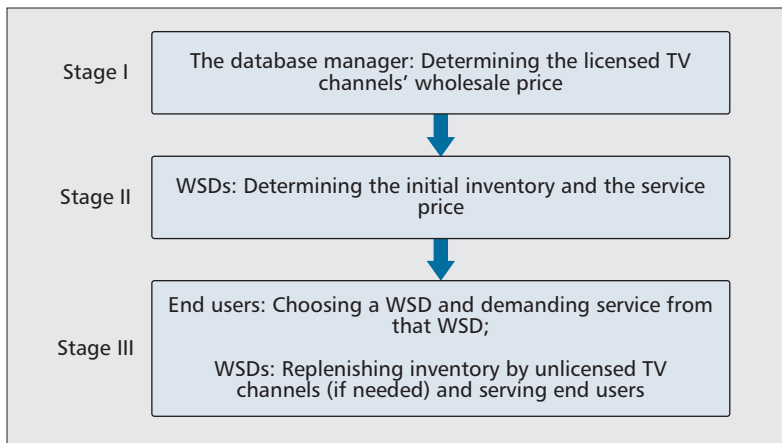 Stage I
The database manager: Determining the licensed TV
channels' wholesale price
Stage II
WSDs: Determining the initial inventory and the service
price
Stage III
End users: Choosing a WSD and demanding service from
that WSD;
WSDs: Replenishing inventory by unlicensed TV
channels (if needed) and serving end users